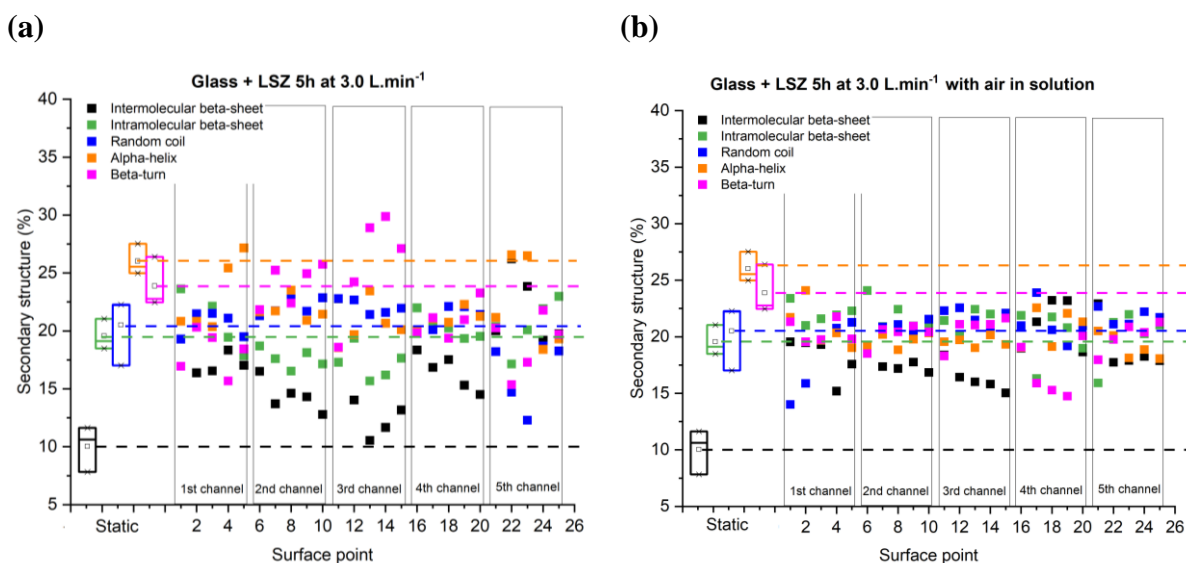 (a)
Glass + LSZ 5h at 3.0 L.min⁻¹
Intermolecular beta-sheet
Intramolecular beta-sheet
Random coil
Alpha-helix
Beta-turn
Secondary structure (%)
40
35
30
25
20
15
10
5
1st channel
2nd channel
3rd channel
4th channel
5th channel
Static
2 4 6 8 10 12 14 16 18 20 22 24 26
Surface point
(b)
Glass + LSZ 5h at 3.0 L.min⁻¹ with air in solution
Intermolecular beta-sheet
Intramolecular beta-sheet
Random coil
Alpha-helix
Beta-turn
Secondary structure (%)
40
35
30
25
20
15
10
5
1st channel
2nd channel
3rd channel
4th channel
5th channel
Static
2 4 6 8 10 12 14 16 18 20 22 24 26
Surface point